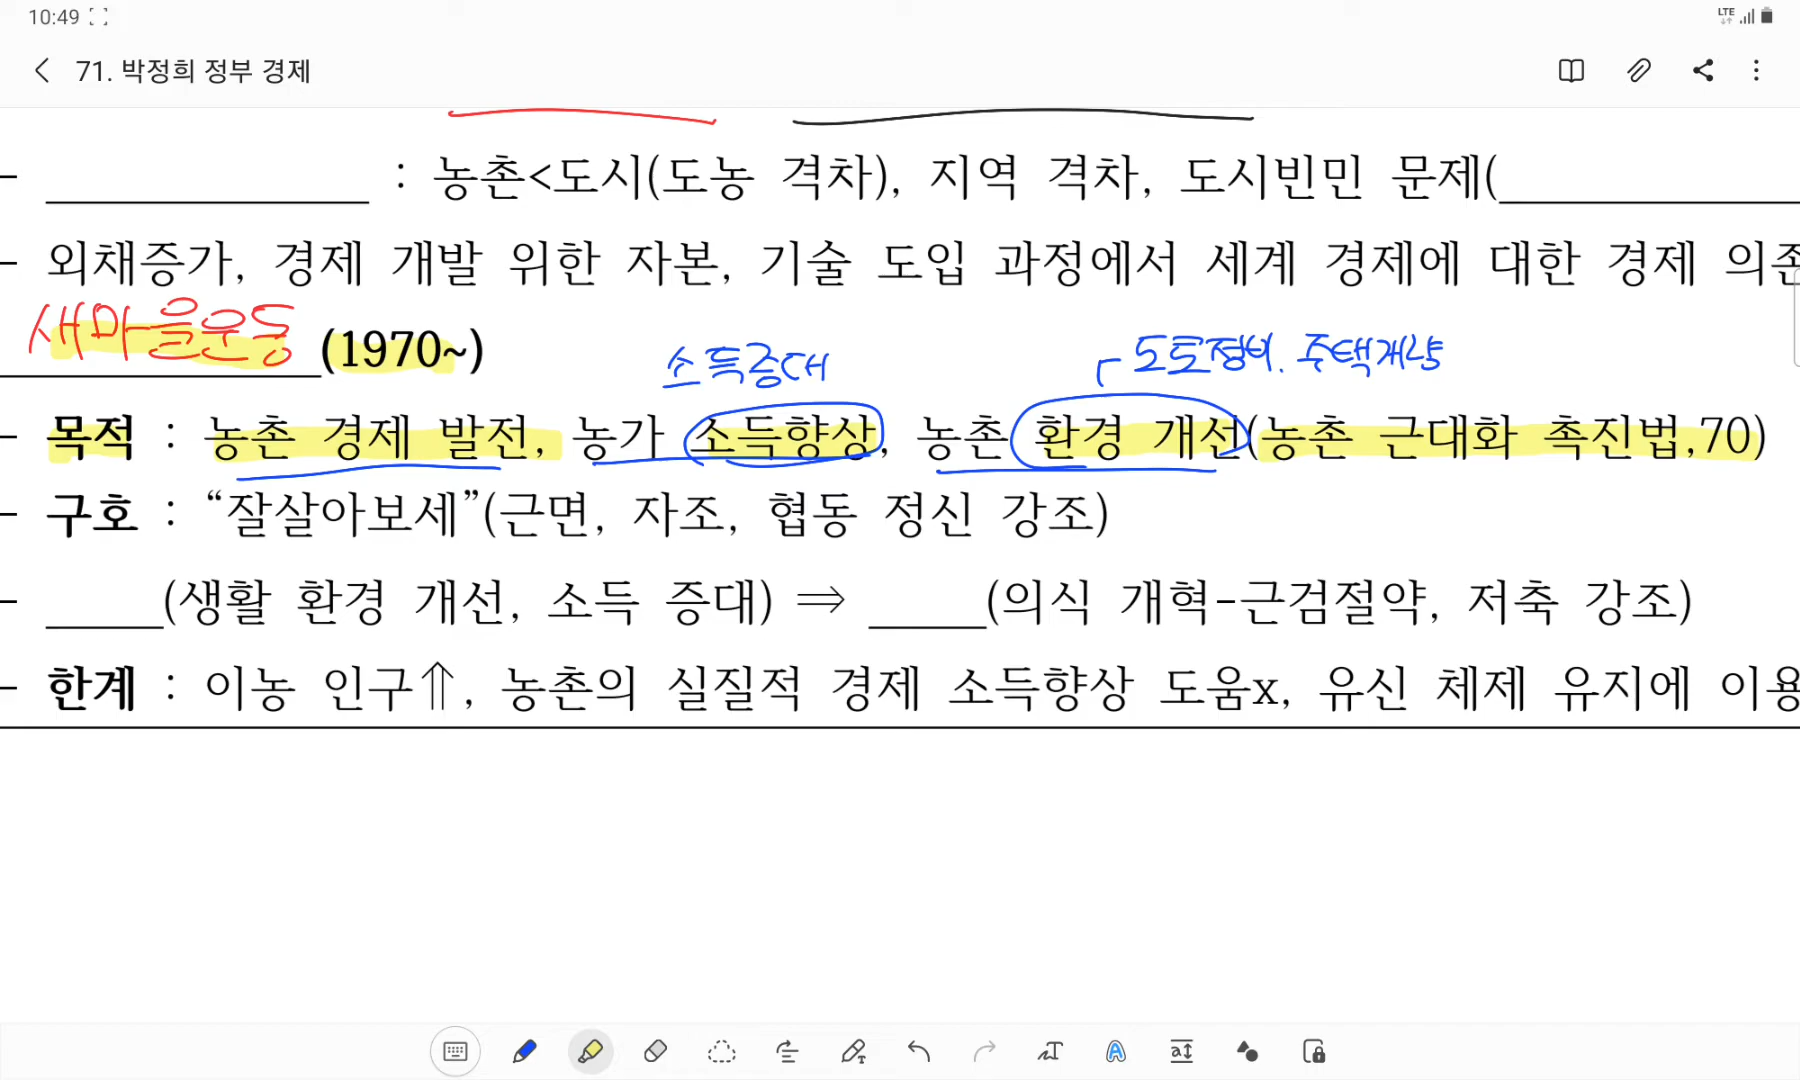 10:49
LTE
71. 박정희 정부 경제
- : 농촌<도시(도농 격차), 지역 격차, 도시빈민 문제(
- 외채증가, 경제 개발 위한 자본, 기술 도입 과정에서 세계 경제에 대한 경제 의존
새마을운동 (1970~)
소득증대 도로정비. 주택개량
- 목적 : 농촌 경제 발전, 농가 소득향상, 농촌 환경 개선(농촌 근대화 촉진법,70)
- 구호 : “잘살아보세”(근면, 자조, 협동 정신 강조)
- (생활 환경 개선, 소득 증대) ⇒ (의식 개혁-근검절약, 저축 강조)
- 한계 : 이농 인구⇑, 농촌의 실질적 경제 소득향상 도움x, 유신 체제 유지에 이용